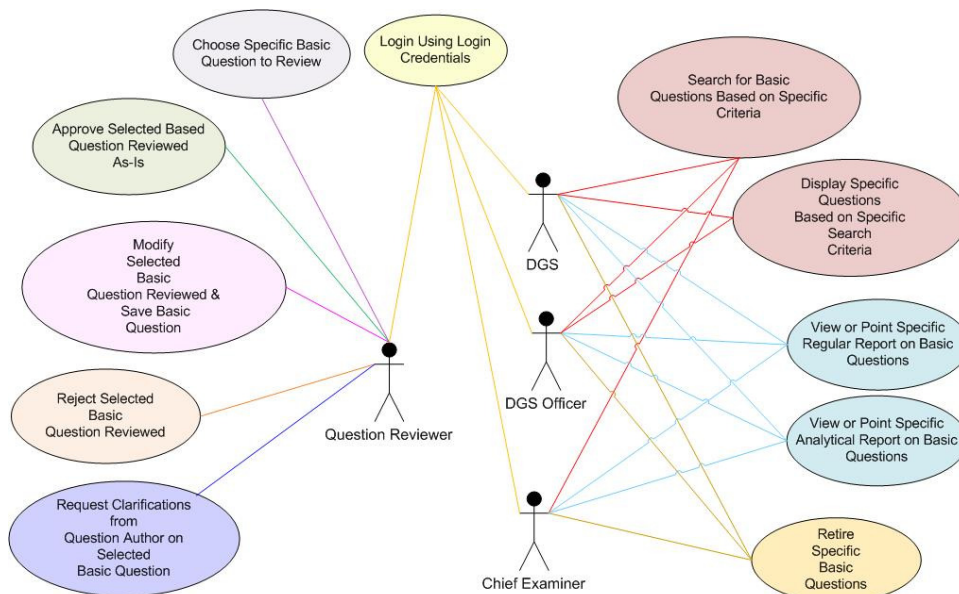 Choose Specific Basic
Question to Review
Login Using Login
Credentials
Search for Basic
Questions Based on Specific
Criteria
Approve Selected Based
Question Reviewed
As-Is
Display Specific
Questions
Based on Specific
Search
Criteria
DGS
Modify
Selected
Basic
Question Reviewed &
Save Basic
Question
View or Point Specific
Regular Report on Basic
Questions
DGS Officer
Reject Selected
Basic
Question Reviewed
Question Reviewer
View or Point Specific
Analytical Report on Basic
Questions
Request Clarifications
from
Question Author on
Selected
Basic Question
Chief Examiner
Retire
Specific
Basic
Questions